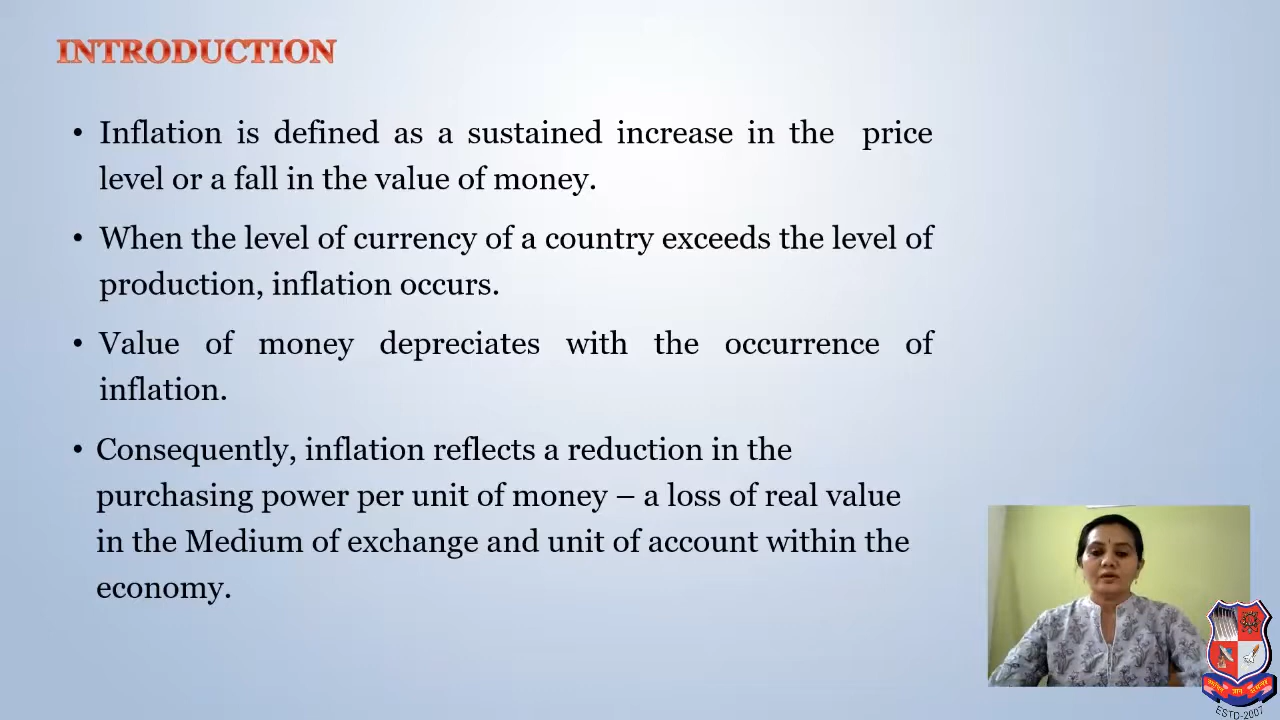 INTRODUCTION
• Inflation is defined as a sustained increase in the price
level or a fall in the value of money.
• When the level of currency of a country exceeds the level of
production, inflation occurs.
• Value of money depreciates with the occurrence of
inflation.
• Consequently, inflation reflects a reduction in the
purchasing power per unit of money – a loss of real value
in the Medium of exchange and unit of account within the
economy.
ESTD-2007